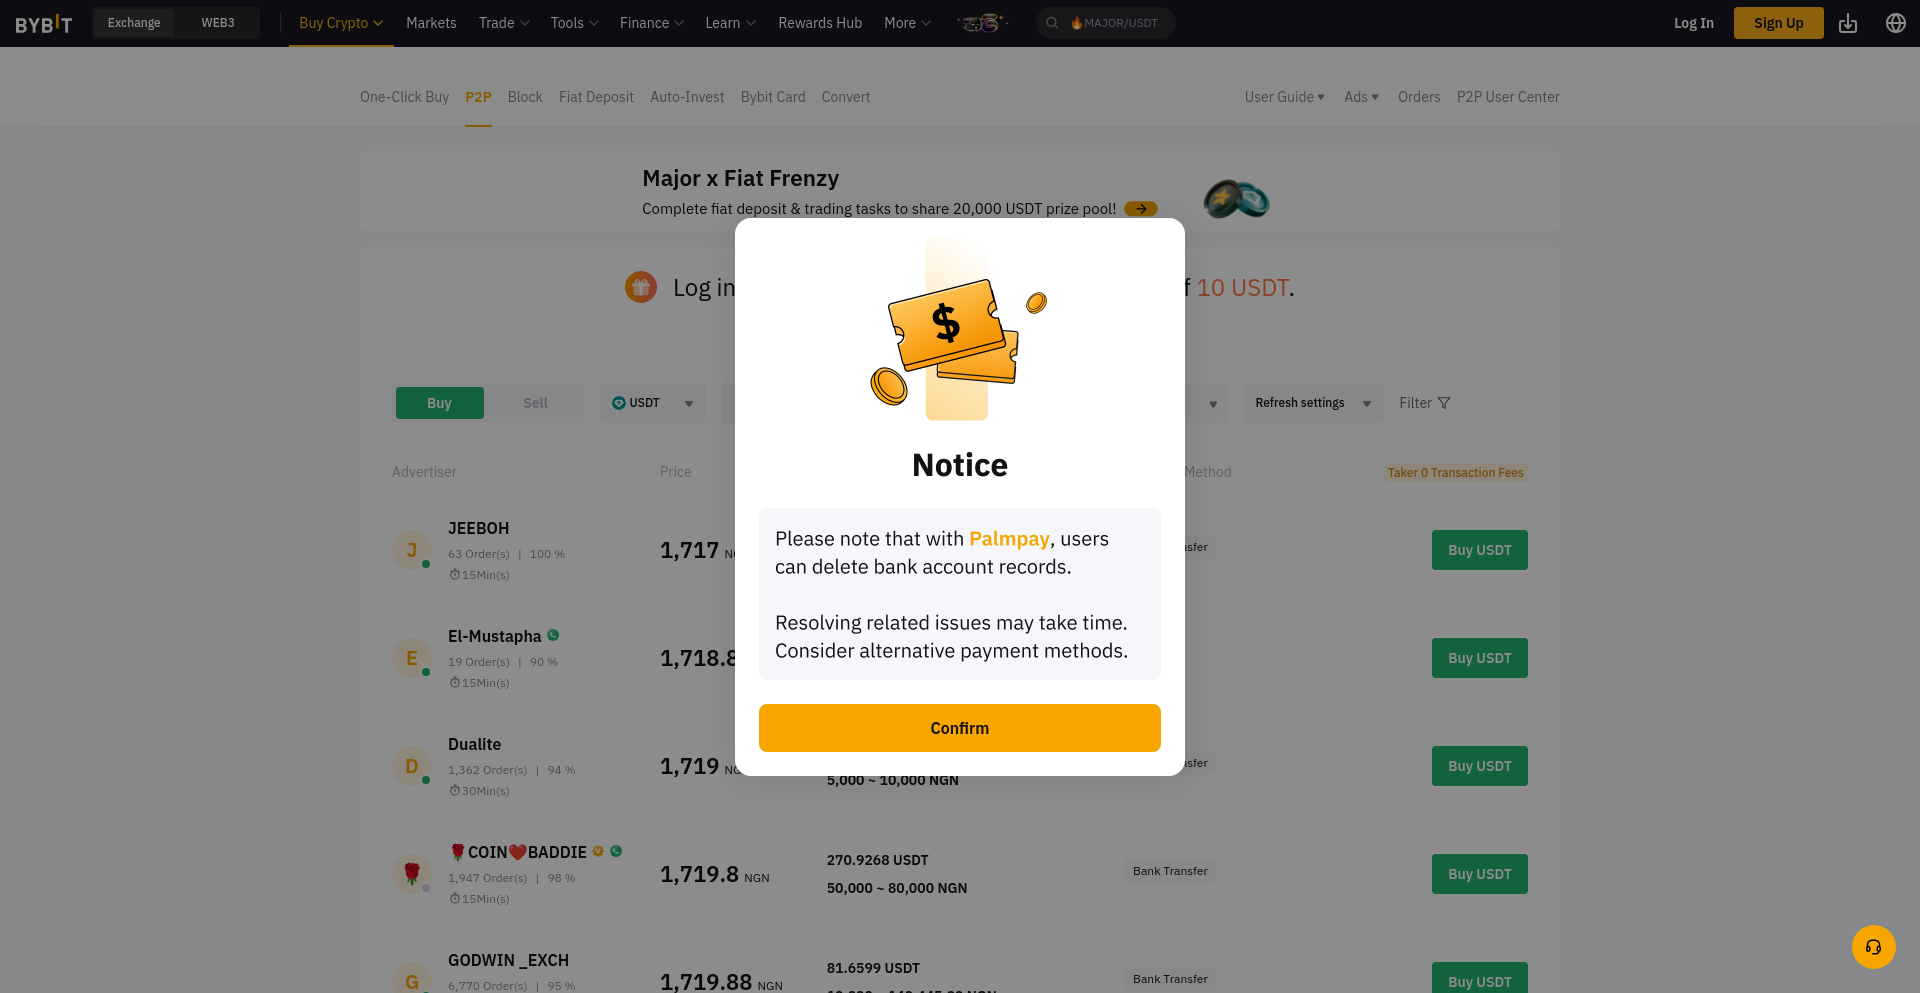 BYBIT
Exchange
WEB3
Buy Crypto
Markets
Trade
Tools
Finance
Learn
Rewards Hub
More
🔥MAJOR/USDT
Log In
Sign Up
One-Click Buy
P2P
Block
Fiat Deposit
Auto-Invest
Bybit Card
Convert
User Guide
Ads
Orders
P2P User Center
Major x Fiat Frenzy
Complete fiat deposit & trading tasks to share 20,000 USDT prize pool!
Log in
10 USDT.
Buy
Sell
USDT
Refresh settings
Filter
Advertiser
Price
Method
Taker 0 Transaction Fees
$
Notice
Please note that with Palmpay, users
can delete bank account records.
Resolving related issues may take time.
Consider alternative payment methods.
Confirm
J
JEEBOH
63 Order(s) | 100 %
15Min(s)
1,717
Buy USDT
E
El-Mustapha
19 Order(s) | 90 %
15Min(s)
1,718.8
Buy USDT
D
Dualite
1,362 Order(s) | 94 %
30Min(s)
1,719
5,000 ~ 10,000 NGN
Buy USDT
🌹COIN❤️BADDIE
1,947 Order(s) | 98 %
15Min(s)
1,719.8 NGN
270.9268 USDT
50,000 ~ 80,000 NGN
Bank Transfer
Buy USDT
G
GODWIN _EXCH
6,770 Order(s) | 95 %
1,719.88 NGN
81.6599 USDT
Bank Transfer
Buy USDT